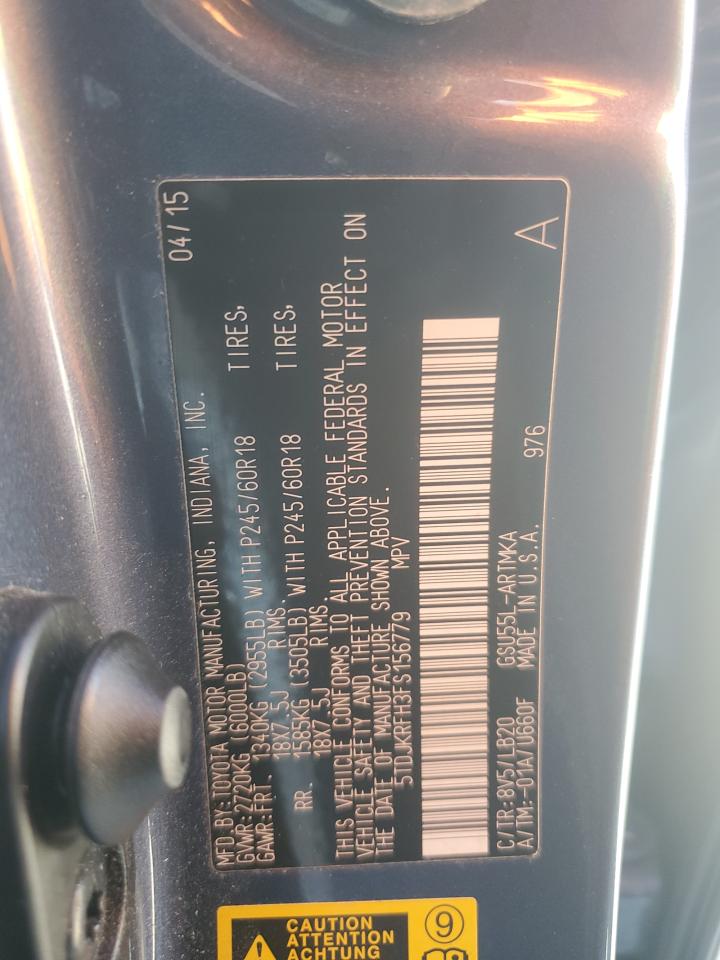 MFD.BY:TOYOTA MOTOR MANUFACTURING, INDIANA, INC. 04/15
GVWR:2720KG(6000LB)
GAWR:FRT. 1340KG(2955LB) WITH P245/60R18 TIRES,
18X7.5J RIMS.
RR. 1585KG(3505LB) WITH P245/60R18 TIRES,
18X7.5J RIMS.
THIS VEHICLE CONFORMS TO ALL APPLICABLE FEDERAL MOTOR
VEHICLE SAFETY AND THEFT PREVENTION STANDARDS IN EFFECT ON
THE DATE OF MANUFACTURE SHOWN ABOVE.
5TDJKRFH3FS156779 MPV
C/TR:8V5/LB20 GSU55L-ARTMKA
A/TM:-01A/U660F MADE IN U.S.A. 976 A
CAUTION
ATTENTION
ACHTUNG
9